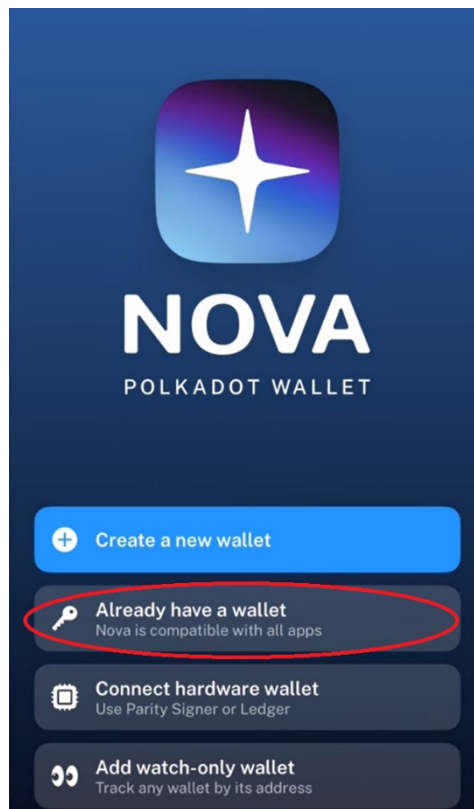 NOVA
POLKADOT WALLET
Create a new wallet
Already have a wallet
Nova is compatible with all apps
Connect hardware wallet
Use Parity Signer or Ledger
Add watch-only wallet
Track any wallet by its address